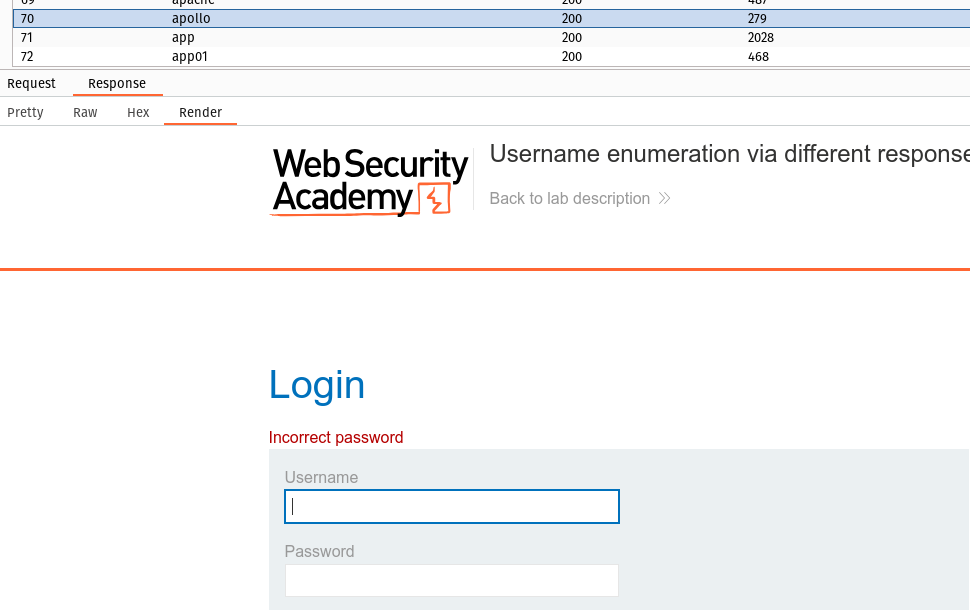 69 apache 200 487
70 apollo 200 279
71 app 200 2028
72 app01 200 468
Request Response
Pretty Raw Hex Render
Web Security
Academy
Username enumeration via different response
Back to lab description
Login
Incorrect password
Username
Password